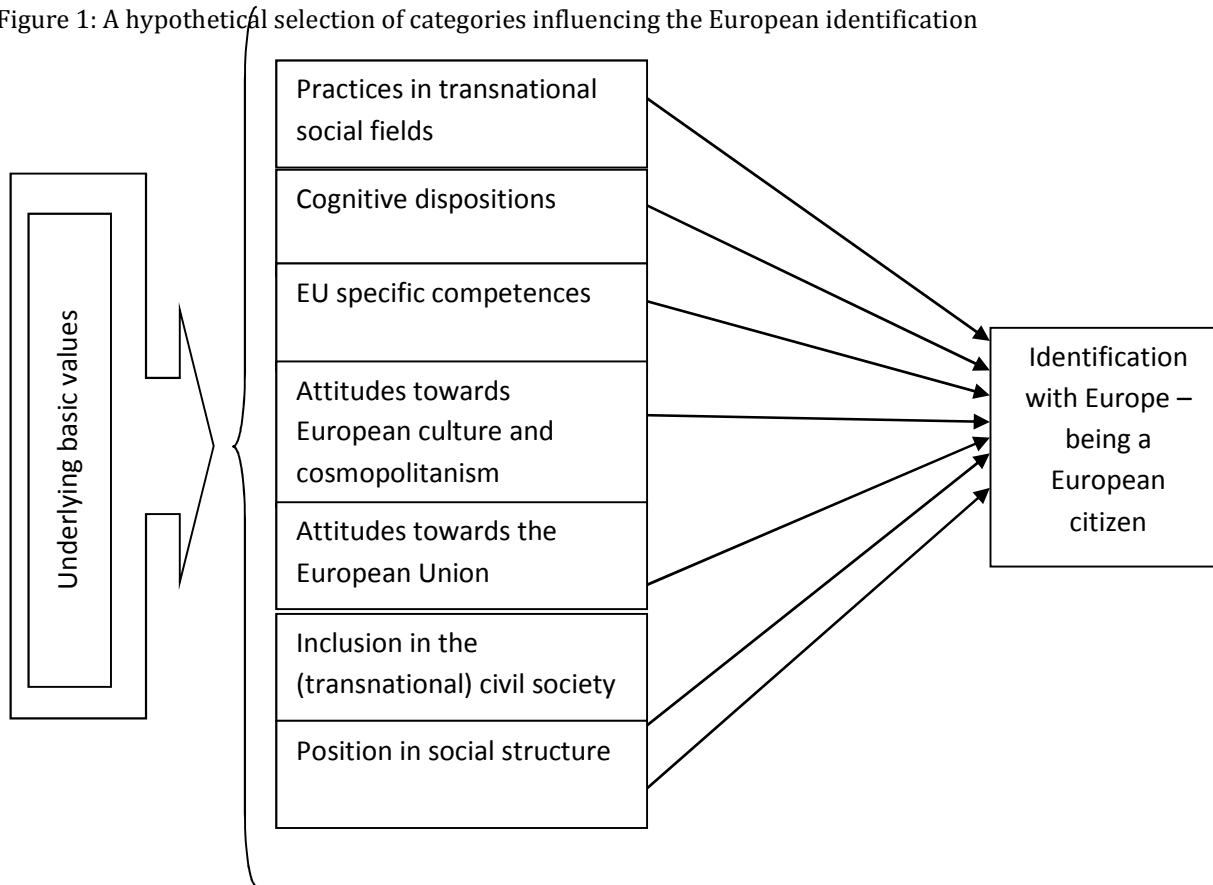 Figure 1: A hypothetical selection of categories influencing the European identification
Underlying basic values
Practices in transnational
social fields
Cognitive dispositions
EU specific competences
Attitudes towards
European culture and
cosmopolitanism
Attitudes towards the
European Union
Inclusion in the
(transnational) civil society
Position in social structure
Identification
with Europe –
being a
European
citizen